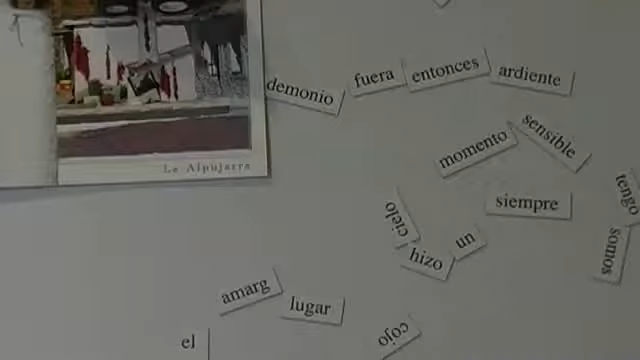 demonio fuera entonces ardiente
sensible
momento
La Alpujarra
tengo
siempre
cielo
un
somos
hizo
amarg
lugar
cojo
el